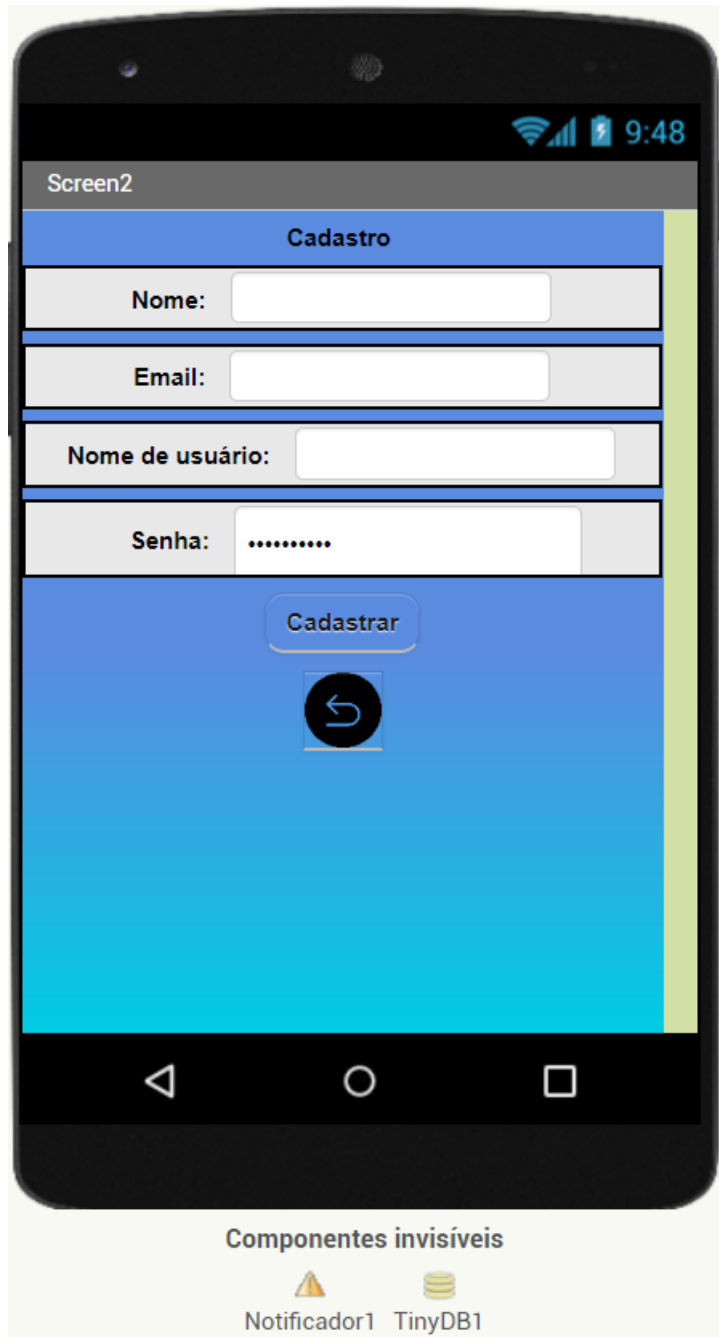 9:48
Screen2
Cadastro
Nome:
Email:
Nome de usuário:
Senha: ••••••••••
Cadastrar
Componentes invisíveis
Notificador1 TinyDB1